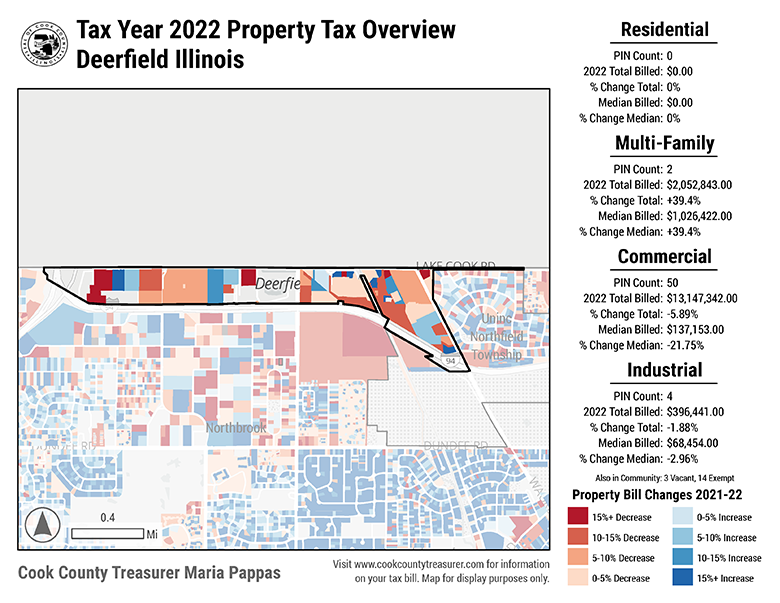 Tax Year 2022 Property Tax Overview
Deerfield Illinois
LAKE COOK RD
Deerfie
Uninc
Northfield
Township
94
Northbrook
DUNDEE RD
DUNDEE RD
0.4
Mi
Cook County Treasurer Maria Pappas
Visit www.cookcountytreasurer.com for information
on your tax bill. Map for display purposes only.
Residential
PIN Count: 0
2022 Total Billed: $0.00
% Change Total: 0%
Median Billed: $0.00
% Change Median: 0%
Multi-Family
PIN Count: 2
2022 Total Billed: $2,052,843.00
% Change Total: +39.4%
Median Billed: $1,026,422.00
% Change Median: +39.4%
Commercial
PIN Count: 50
2022 Total Billed: $13,147,342.00
% Change Total: -5.89%
Median Billed: $137,153.00
% Change Median: -21.75%
Industrial
PIN Count: 4
2022 Total Billed: $396,441.00
% Change Total: -1.88%
Median Billed: $68,454.00
% Change Median: -2.96%
Also in Community: 3 Vacant, 14 Exempt
Property Bill Changes 2021-22
15%+ Decrease
10-15% Decrease
5-10% Decrease
0-5% Decrease
0-5% Increase
5-10% Increase
10-15% Increase
15%+ Increase